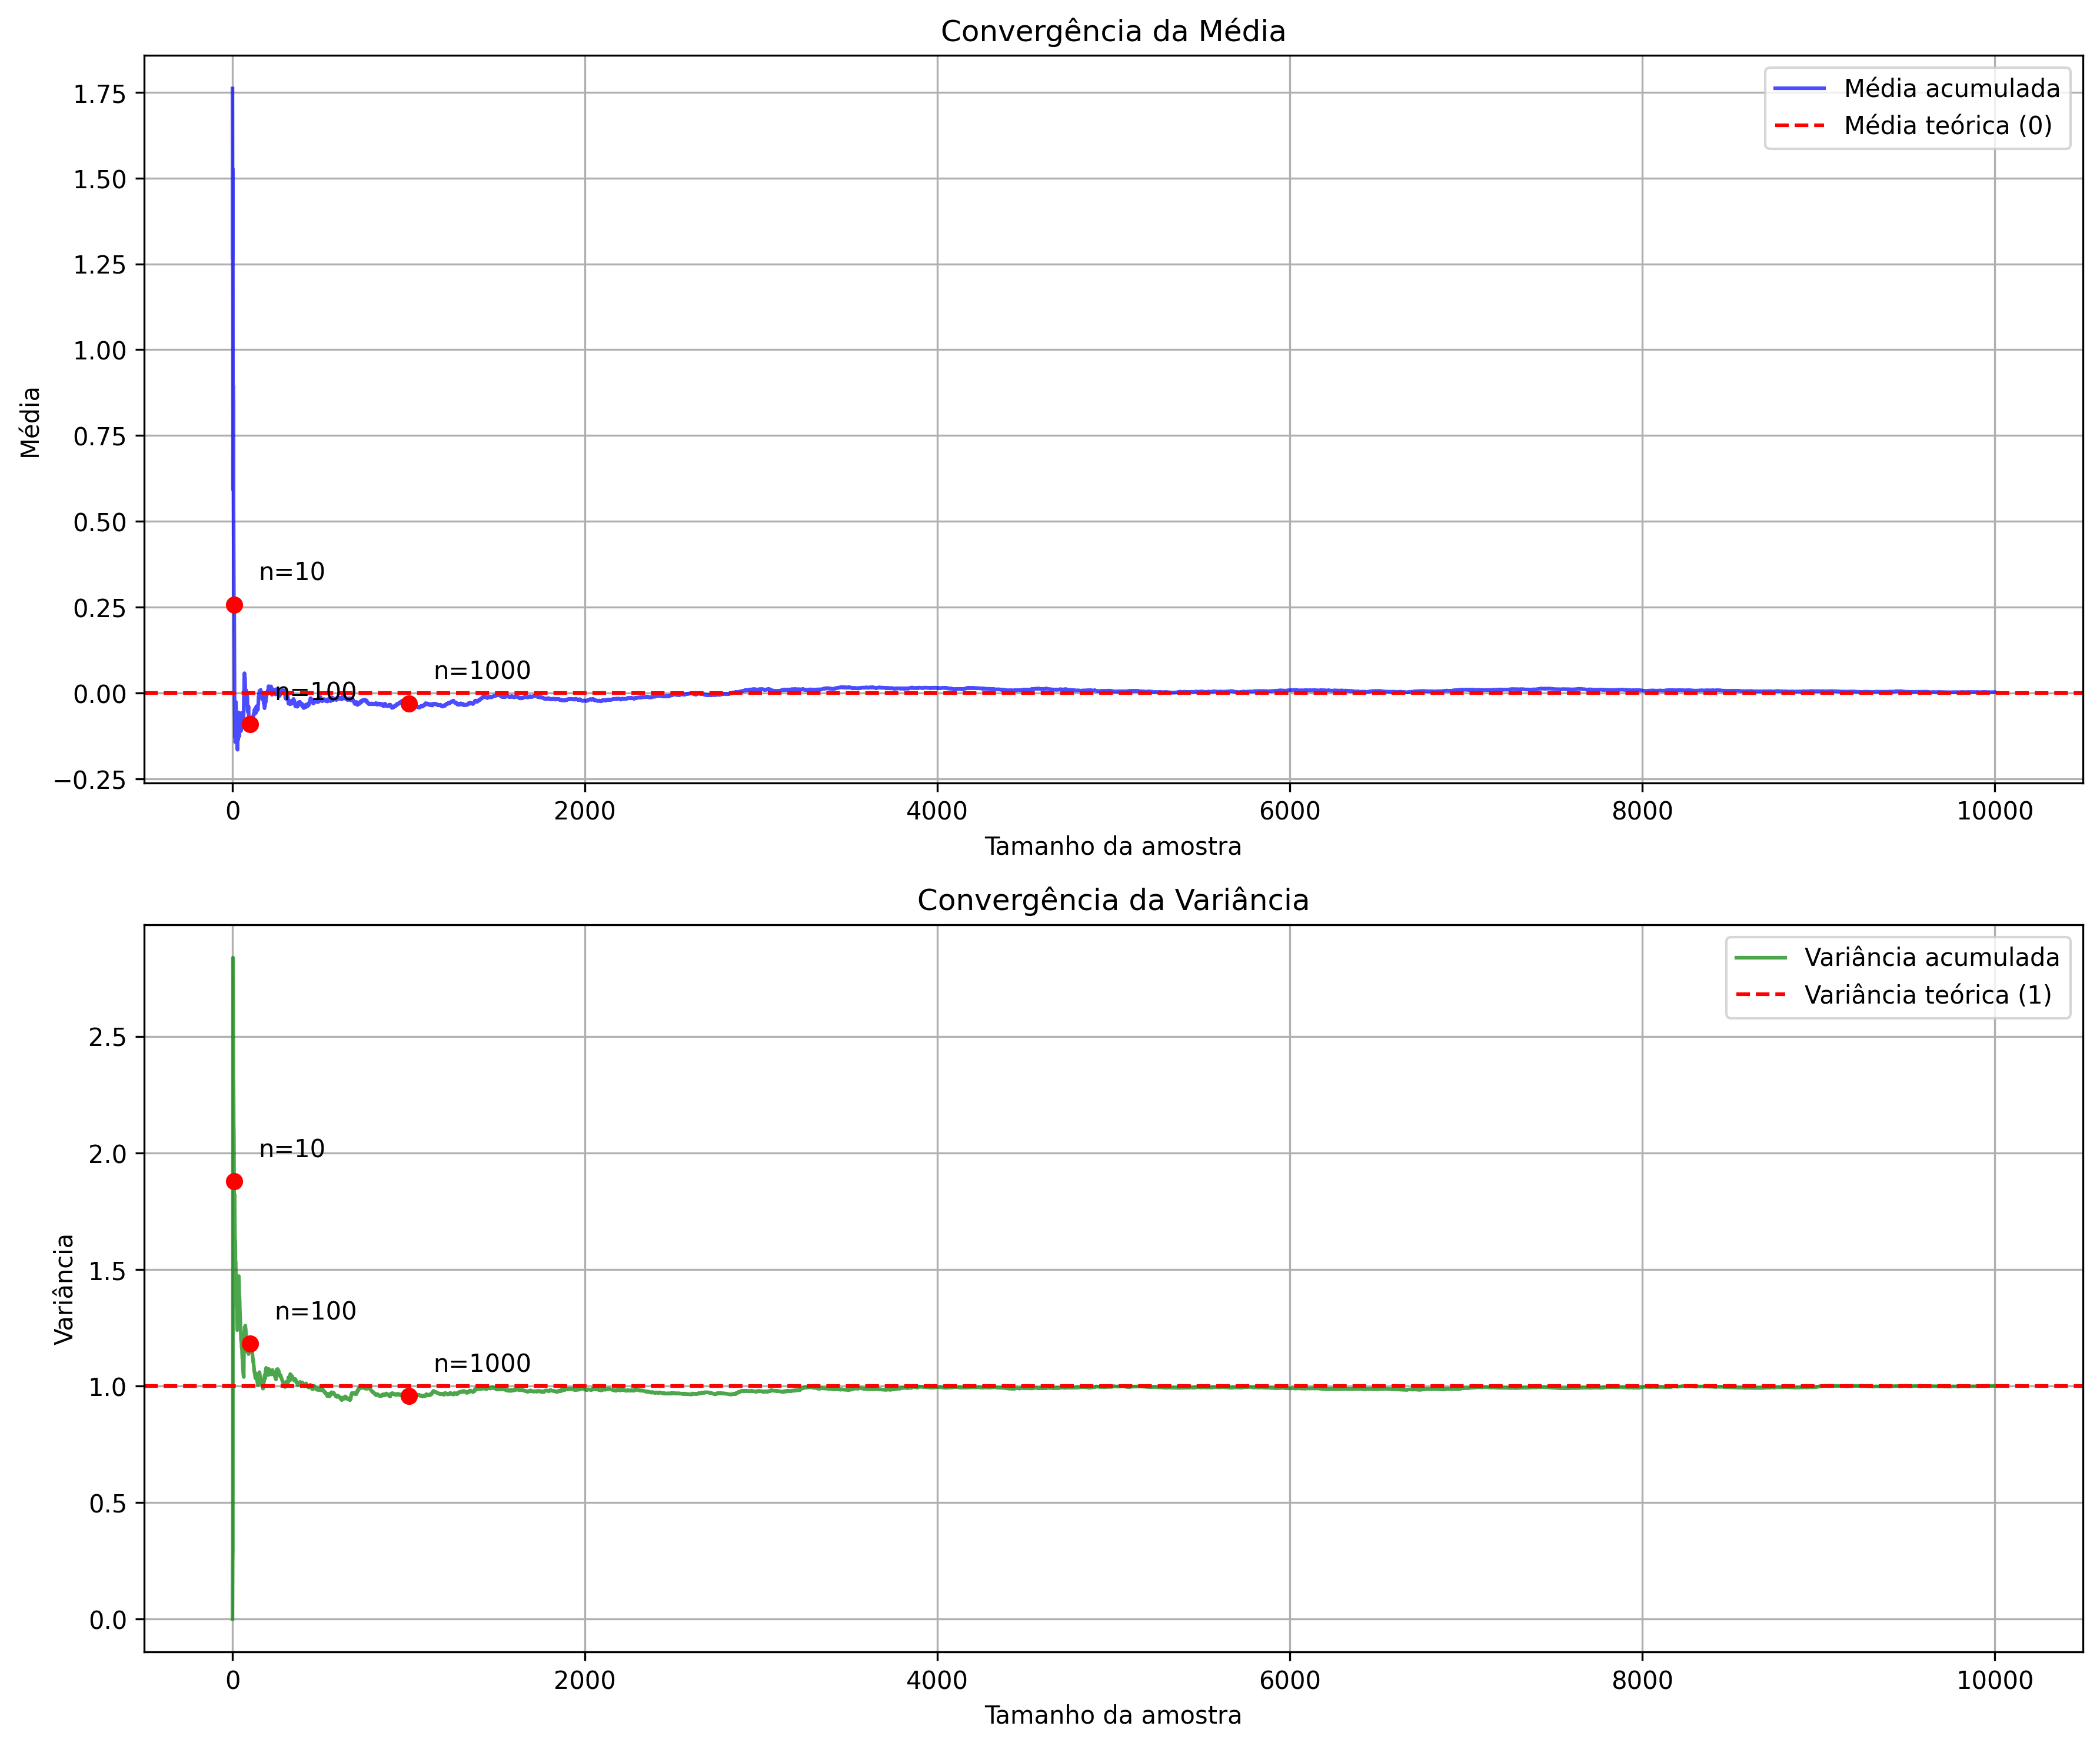 Convergência da Média
Média acumulada
Média teórica (0)
1.75
1.50
1.25
1.00
0.75
0.50
0.25
0.00
−0.25
Média
n=10
n=100
n=1000
0
2000
4000
6000
8000
10000
Tamanho da amostra
Convergência da Variância
Variância acumulada
Variância teórica (1)
2.5
2.0
1.5
1.0
0.5
0.0
Variância
n=10
n=100
n=1000
0
2000
4000
6000
8000
10000
Tamanho da amostra